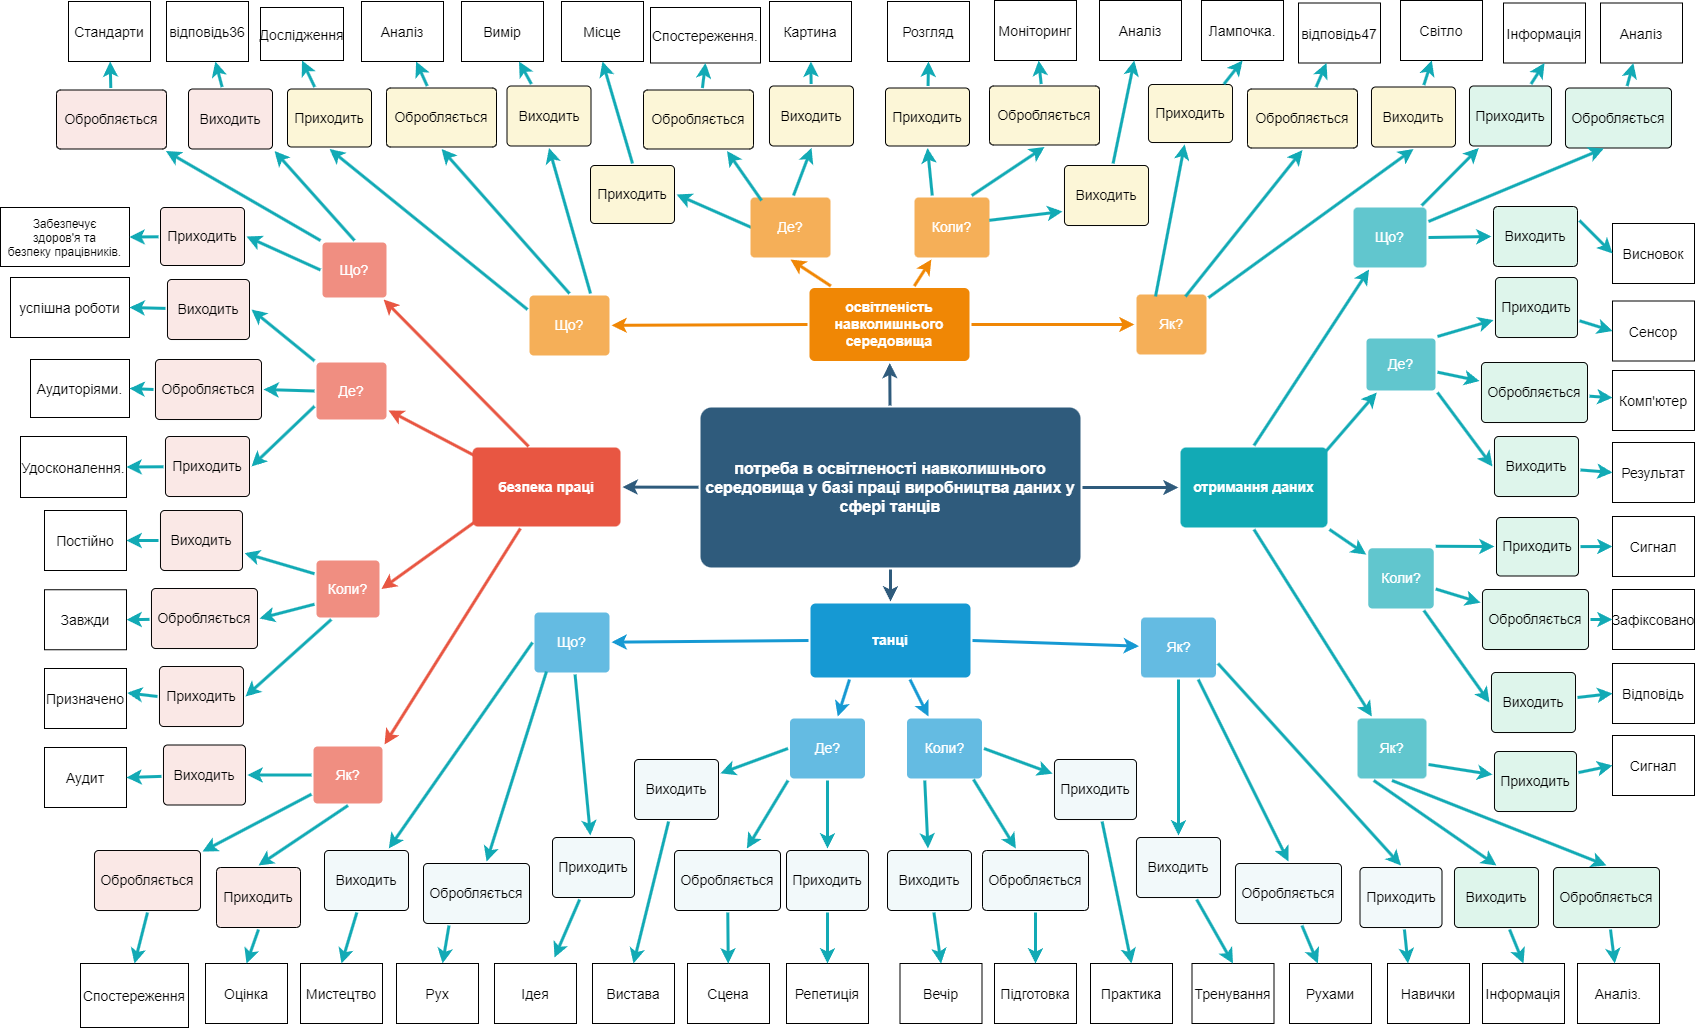 Стандарти
відповідь36
Дослідження
Аналіз
Вимір
Місце
Спостереження.
Картина
Розгляд
Моніторинг
Аналіз
Лампочка.
відповідь47
Світло
Інформація
Аналіз
Обробляється
Виходить
Приходить
Обробляється
Виходить
Обробляється
Виходить
Приходить
Обробляється
Приходить
Обробляється
Виходить
Приходить
Обробляється
Приходить
Виходить
Забезпечує
здоров'я та
безпеку працівників.
Приходить
Що?
Де?
Коли?
Що?
Виходить
Висновок
успішна роботи
Виходить
Що?
освітленість
навколишнього
середовища
Як?
Приходить
Сенсор
Аудиторіями.
Обробляється
Де?
Де?
Обробляється
Комп'ютер
Удосконалення.
Приходить
Виходить
Результат
безпека праці
потреба в освітленості навколишнього
середовища у базі праці виробництва даних у
сфері танців
отримання даних
Постійно
Виходить
Приходить
Сигнал
Коли?
Коли?
Завжди
Обробляється
Обробляється
Зафіксовано
Що?
танці
Як?
Призначено
Приходить
Виходить
Відповідь
Аудит
Виходить
Як?
Де?
Коли?
Як?
Приходить
Сигнал
Виходить
Приходить
Обробляється
Приходить
Виходить
Обробляється
Приходить
Обробляється
Приходить
Виходить
Обробляється
Виходить
Обробляється
Приходить
Виходить
Обробляється
Спостереження
Оцінка
Мистецтво
Рух
Ідея
Вистава
Сцена
Репетиція
Вечір
Підготовка
Практика
Тренування
Рухами
Навички
Інформація
Аналіз.